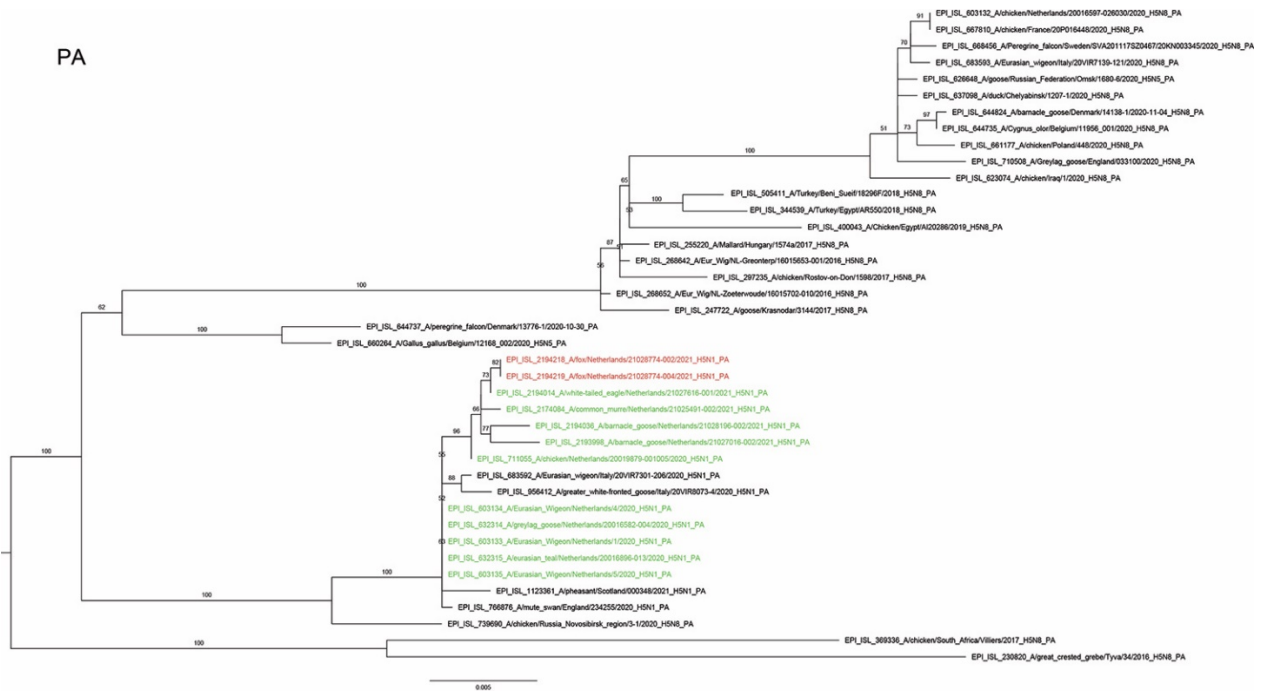 PA
91
EPI_ISL_603132_A/chicken/Netherlands/20016597-026030/2020_H5N8_PA
EPI_ISL_667810_A/chicken/France/20P016448/2020_H5N8_PA
70
EPI_ISL_668456_A/Peregrine_falcon/Sweden/SVA201117SZ0467/20KN003345/2020_H5N8_PA
EPI_ISL_683593_A/Eurasian_wigeon/Italy/20VIR7139-121/2020_H5N8_PA
EPI_ISL_626648_A/goose/Russian_Federation/Omsk/1680-6/2020_H5N5_PA
EPI_ISL_637098_A/duck/Chelyabinsk/1207-1/2020_H5N8_PA
97
EPI_ISL_644824_A/barnacle_goose/Denmark/14138-1/2020-11-04_H5N8_PA
51
73
EPI_ISL_644735_A/Cygnus_olor/Belgium/11956_001/2020_H5N8_PA
EPI_ISL_661177_A/chicken/Poland/448/2020_H5N8_PA
100
EPI_ISL_710508_A/Greylag_goose/England/033100/2020_H5N8_PA
EPI_ISL_623074_A/chicken/Iraq/1/2020_H5N8_PA
65
EPI_ISL_505411_A/Turkey/Beni_Sueif/18296F/2018_H5N8_PA
100
EPI_ISL_344539_A/Turkey/Egypt/AR550/2018_H5N8_PA
EPI_ISL_400043_A/Chicken/Egypt/AI20286/2019_H5N8_PA
87
EPI_ISL_255220_A/Mallard/Hungary/1574a/2017_H5N8_PA
EPI_ISL_268642_A/Eur_Wig/NL-Greonterp/16015653-001/2016_H5N8_PA
EPI_ISL_297235_A/chicken/Rostov-on-Don/1598/2017_H5N8_PA
100
EPI_ISL_268652_A/Eur_Wig/NL-Zoeterwoude/16015702-010/2016_H5N8_PA
62
EPI_ISL_247722_A/goose/Krasnodar/3144/2017_H5N8_PA
100
EPI_ISL_644737_A/peregrine_falcon/Denmark/13776-1/2020-10-30_PA
EPI_ISL_660264_A/Gallus_gallus/Belgium/12168_002/2020_H5N5_PA
82
EPI_ISL_2194218_A/fox/Netherlands/21028774-002/2021_H5N1_PA
73
EPI_ISL_2194219_A/fox/Netherlands/21028774-004/2021_H5N1_PA
EPI_ISL_2194014_A/white-tailed_eagle/Netherlands/21027616-001/2021_H5N1_PA
66
EPI_ISL_2174084_A/common_murre/Netherlands/21025491-002/2021_H5N1_PA
96
77
EPI_ISL_2194036_A/barnacle_goose/Netherlands/21028106-002/2021_H5N1_PA
EPI_ISL_2193998_A/barnacle_goose/Netherlands/21027016-002/2021_H5N1_PA
100
EPI_ISL_711055_A/chicken/Netherlands/20019879-001005/2020_H5N1_PA
88
EPI_ISL_683592_A/Eurasian_wigeon/Italy/20VIR7301-206/2020_H5N1_PA
EPI_ISL_956412_A/greater_white-fronted_goose/Italy/20VIR8073-4/2020_H5N1_PA
52
EPI_ISL_603134_A/Eurasian_Wigeon/Netherlands/4/2020_H5N1_PA
EPI_ISL_632314_A/greylag_goose/Netherlands/20016582-004/2020_H5N1_PA
EPI_ISL_603133_A/Eurasian_Wigeon/Netherlands/1/2020_H5N1_PA
EPI_ISL_632315_A/eurasian_teal/Netherlands/20016896-013/2020_H5N1_PA
100
EPI_ISL_603135_A/Eurasian_Wigeon/Netherlands/5/2020_H5N1_PA
100
EPI_ISL_1123361_A/pheasant/Scotland/000348/2021_H5N1_PA
EPI_ISL_766876_A/mute_swan/England/234255/2020_H5N1_PA
EPI_ISL_739690_A/chicken/Russia_Novosibirsk_region/3-1/2020_H5N8_PA
100
EPI_ISL_369336_A/chicken/South_Africa/Villiers/2017_H5N8_PA
EPI_ISL_230820_A/great_crested_grebe/Tyva/34/2016_H5N8_PA
0.005